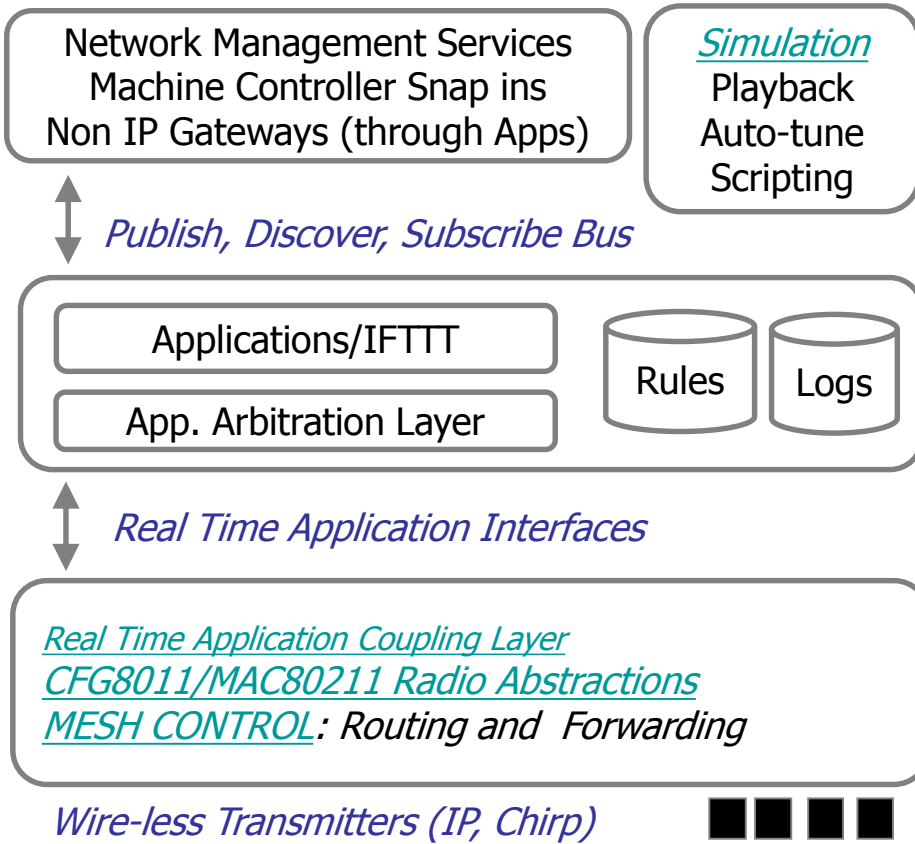 Network Management Services
Machine Controller Snap ins
Non IP Gateways (through Apps)
Simulation
Playback
Auto-tune
Scripting
Publish, Discover, Subscribe Bus
Applications/IFTTT
App. Arbitration Layer
Rules
Logs
Real Time Application Interfaces
Real Time Application Coupling Layer
CFG8011/MAC80211 Radio Abstractions
MESH CONTROL: Routing and Forwarding
Wire-less Transmitters (IP, Chirp)